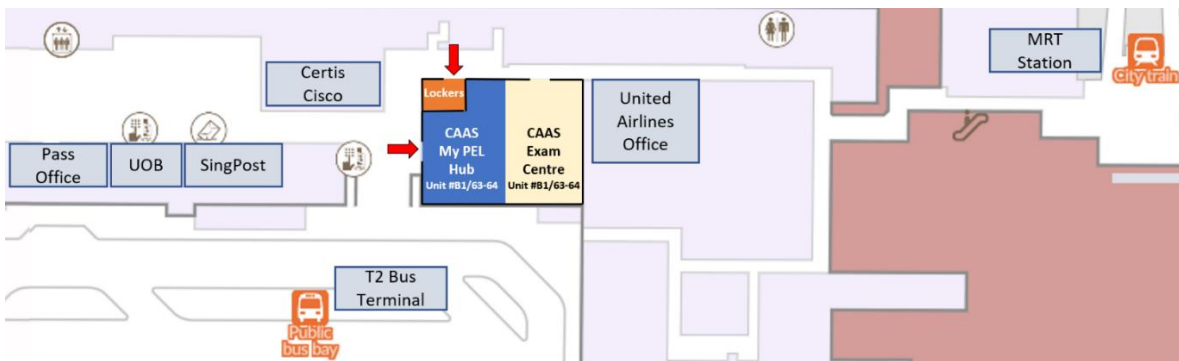 MRT
Station
City train
Certis
Cisco
Lockers
United
Airlines
Office
CAAS
My PEL
Hub
Unit #B1/63-64
CAAS
Exam
Centre
Unit #B1/63-64
Pass
Office
UOB
SingPost
T2 Bus
Terminal
Public
bus bay